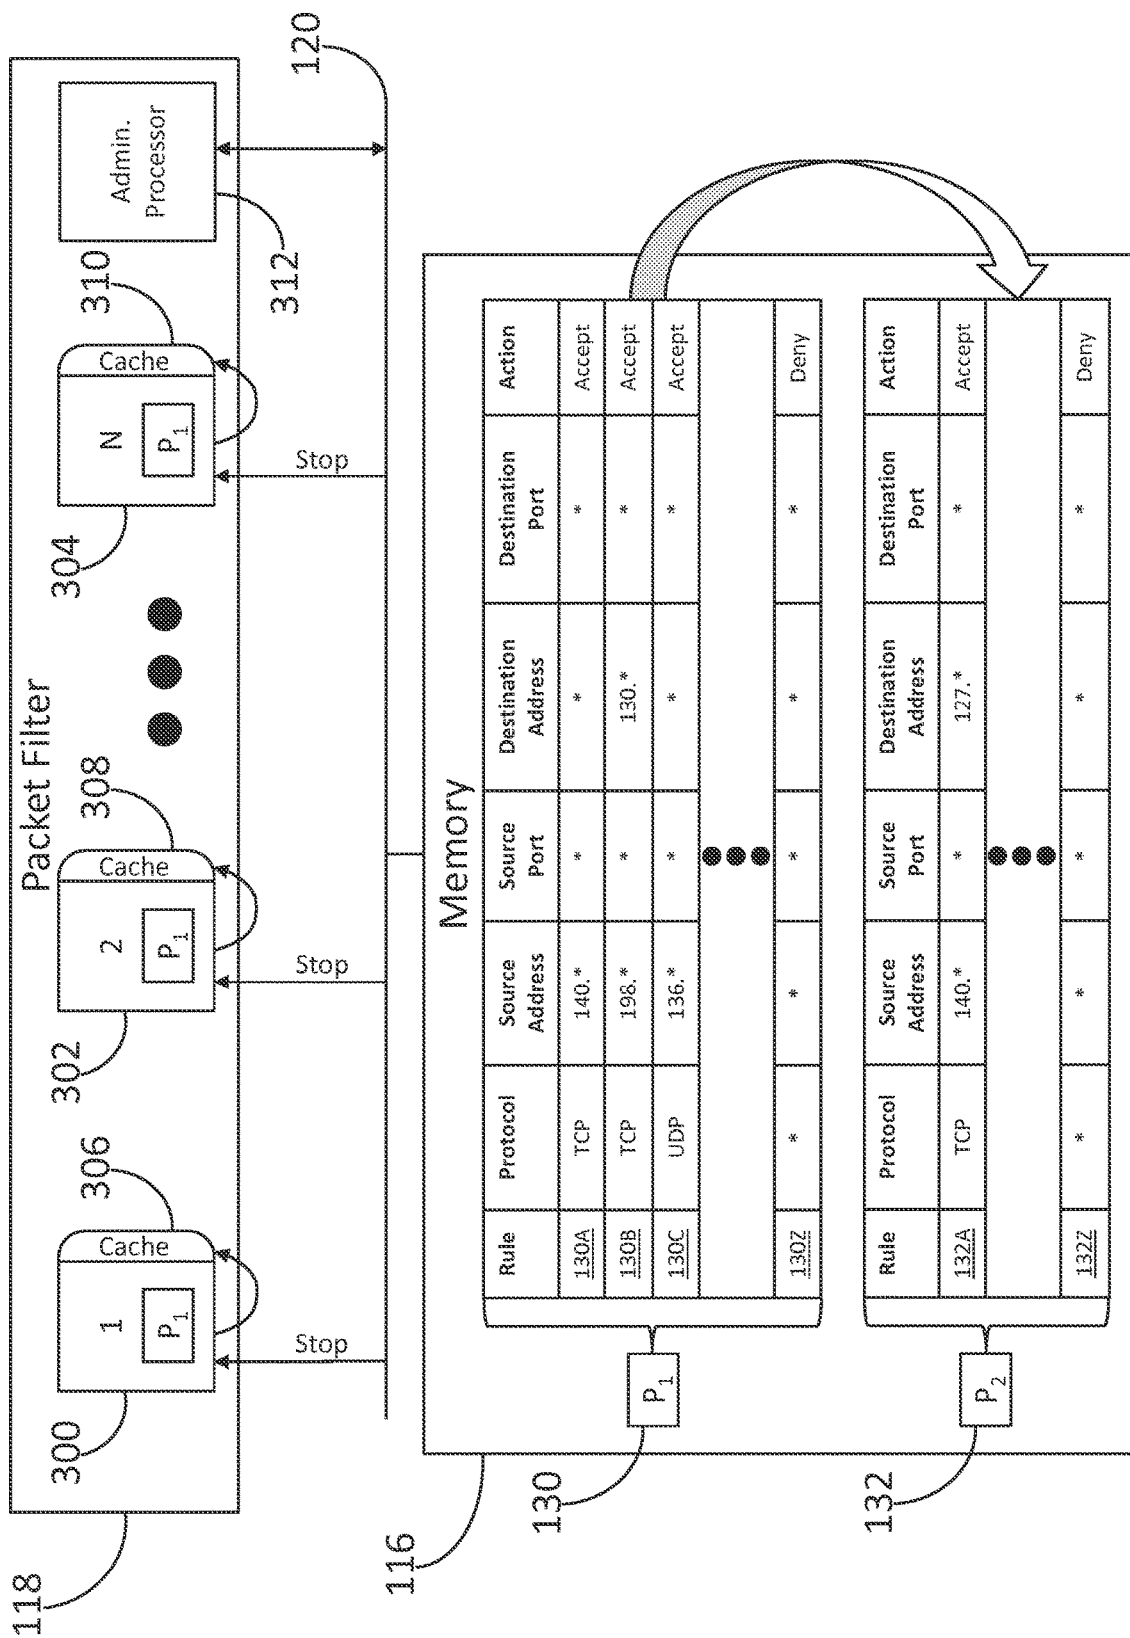 118
Packet Filter
300
1
P1
Cache
306
302
2
P1
Cache
308
304
N
P1
Cache
310
Admin.
Processor
312
Stop
Stop
Stop
120
116
Memory
130
P1
Rule Protocol Source Address Source Port Destination Address Destination Port Action
130A TCP 140.* * * * Accept
130B TCP 198.* * 130.* * Accept
130C UDP 136.* * * * Accept
130Z * * * * * Deny
132
P2
Rule Protocol Source Address Source Port Destination Address Destination Port Action
132A TCP 140.* * 127.* * Accept
132Z * * * * * Deny